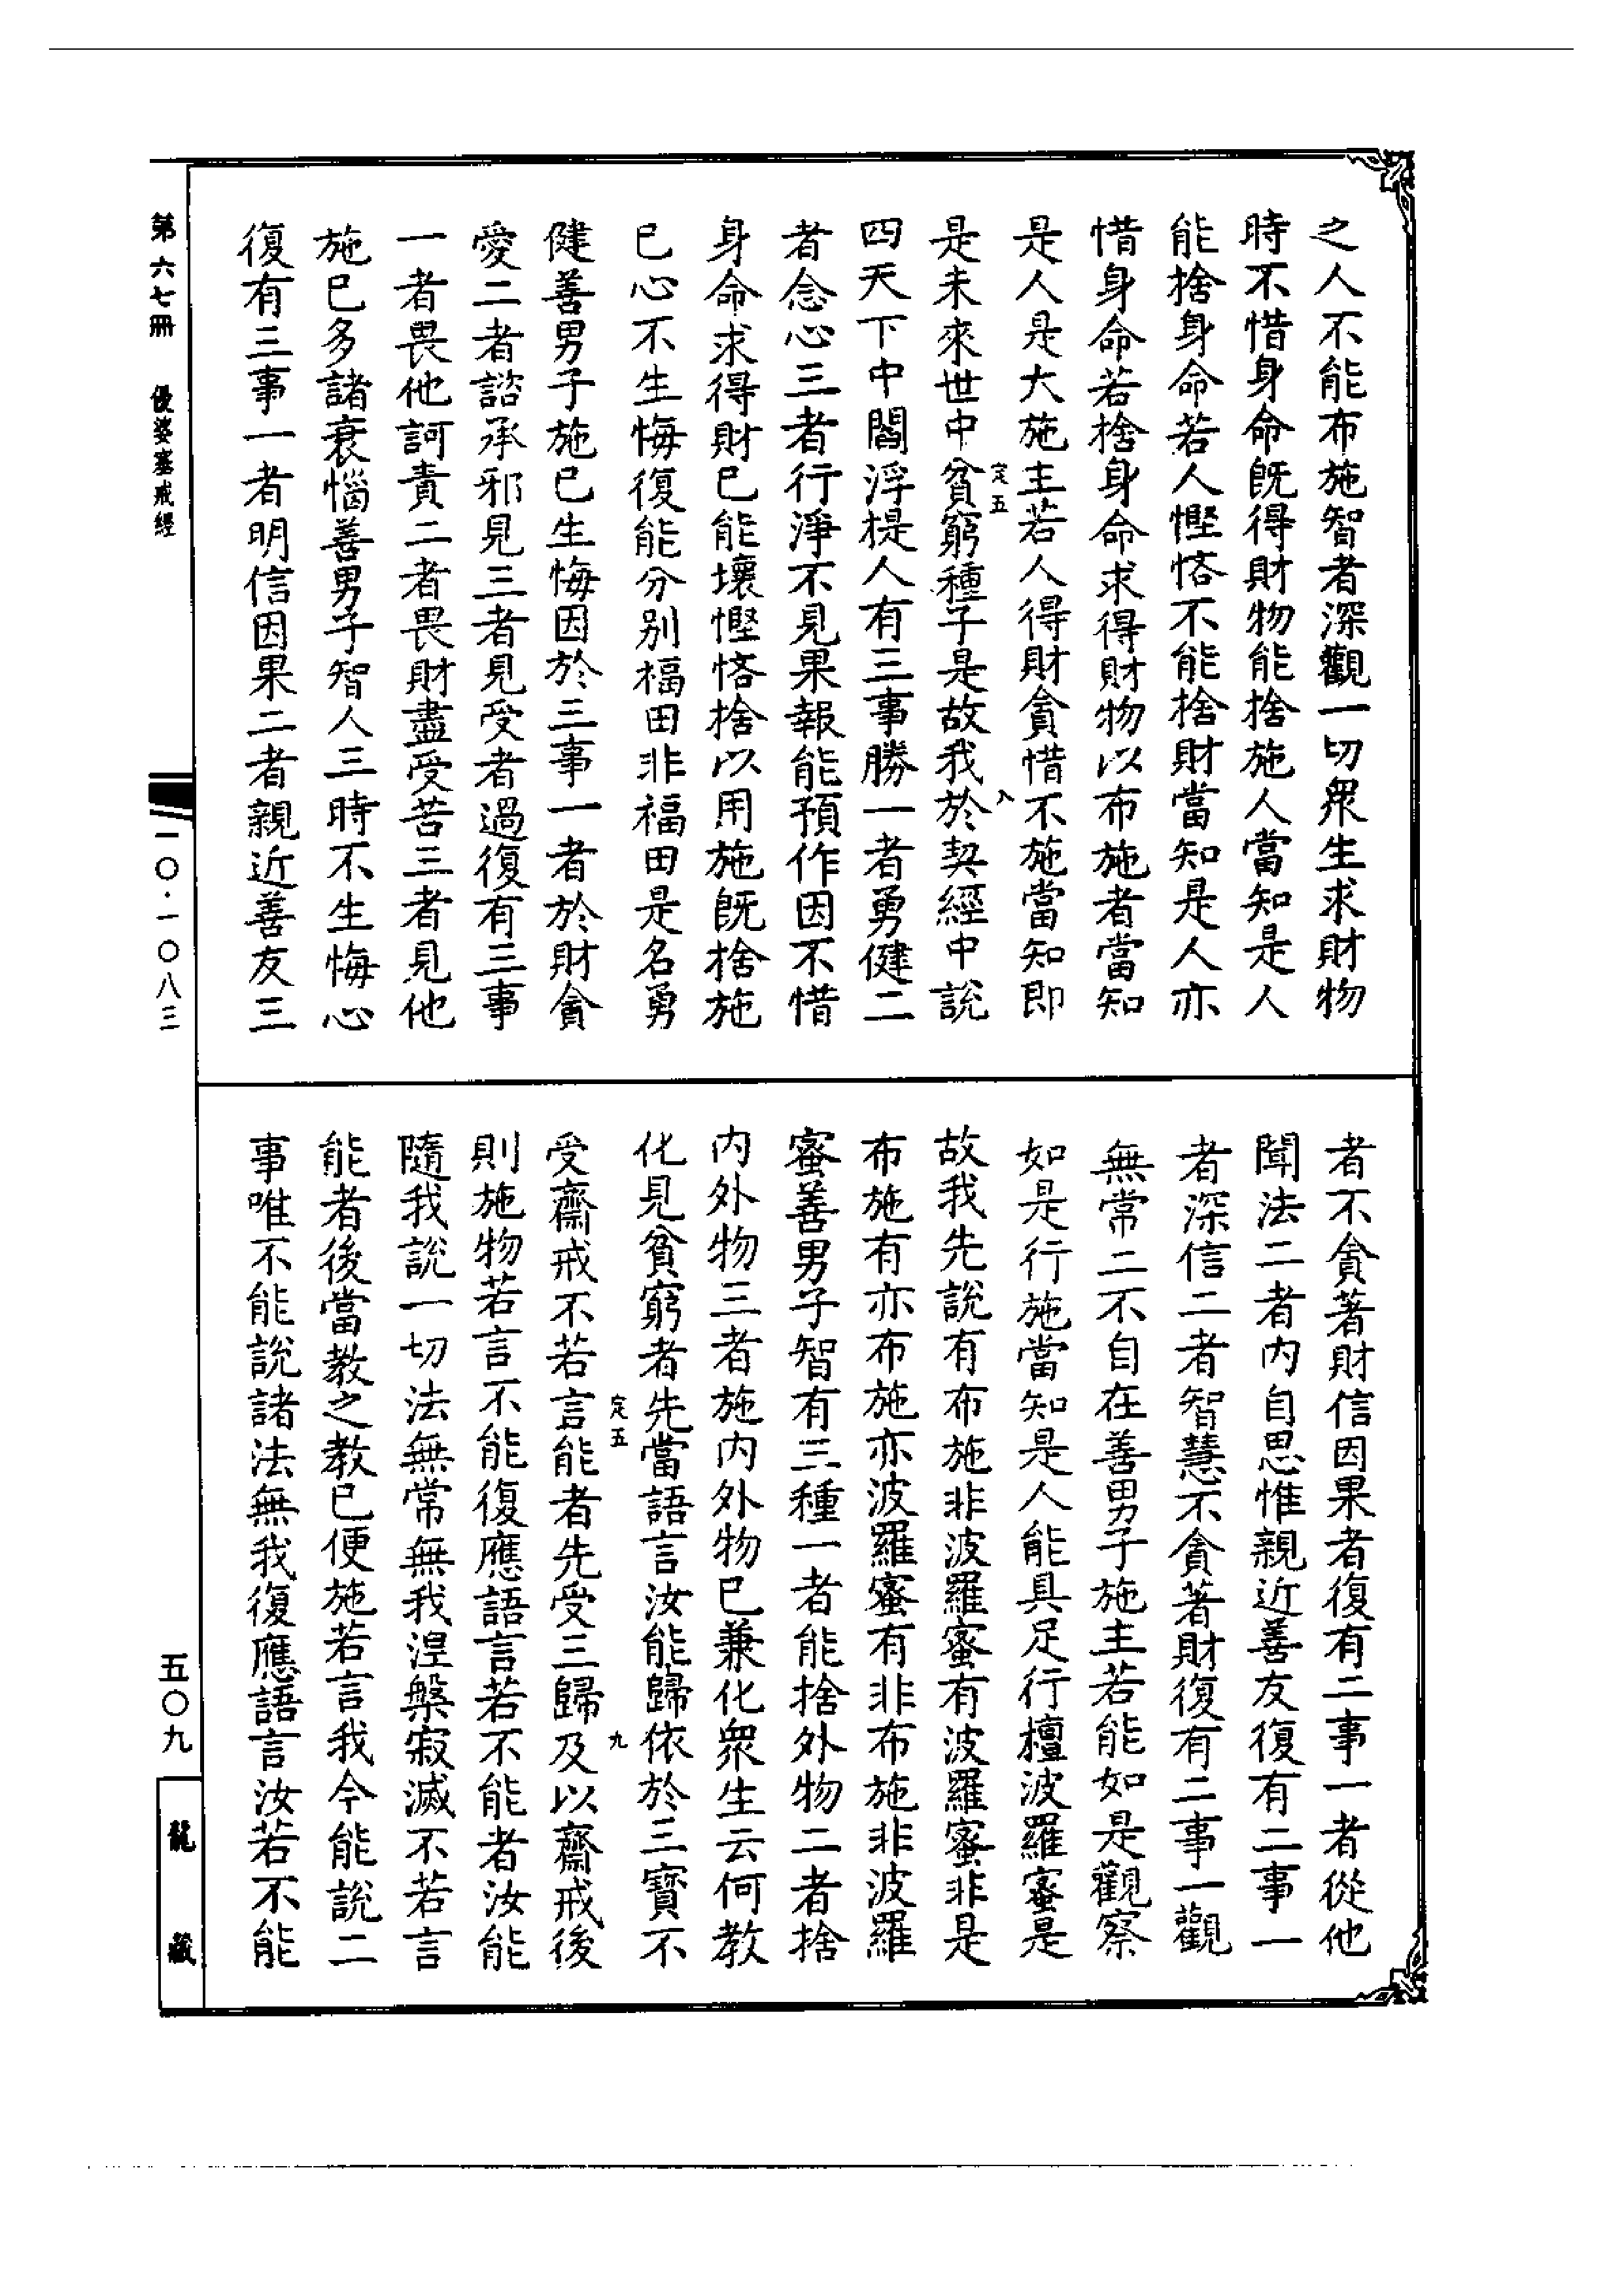 之人不能布施智者深觀一切衆生求財物
時不惜身命旣得財物能捨施人當知是人
能捨身命若人慳悋不能捨財當知是人亦
惜身命若捨身命求得財物以布施者當知
是人是大施主若人得財貪惜不施當知即
定五
八
是未來世中貧窮種子是故我於契經中說
四天下中閻浮提人有三事勝一者勇健二
者念心三者行淨不見果報能預作因不惜
身命求得財已能壞慳悋捨以用施旣捨施
已心不生悔復能分別福田非福田是名勇
健善男子施已生悔因於三事一者於財貪
愛二者諮承邪見三者見受者過復有三事
一者畏他訶責二者畏財盡受苦三者見他
施已多諸衰惱善男子智人三時不生悔心
復有三事一者明信因果二者親近善友三
者不貪著財信因果者復有二事一者從他
聞法二者內自思惟親近善友復有二事一
者深信二者智慧不貪著財復有二事一觀
無常二不自在善男子施主若能如是觀察
如是行施當知是人能具足行檀波羅蜜是
故我先說有布施非波羅蜜有波羅蜜非是
布施有亦布施亦波羅蜜有非布施非波羅
蜜善男子智有三種一者能捨外物二者捨
內外物三者施內外物已兼化衆生云何教
化見貧窮者先當語言汝能歸依於三寶不
定五
九
受齋戒不若言能者先受三歸及以齋戒後
則施物若言不能復應語言若不能者汝能
隨我說一切法無常無我涅槃寂滅不若言
能者後當教之教已便施若言我今能說二
事唯不能說諸法無我復應語言汝若不能
第六七冊 優婆塞戒經
一〇·一〇八三
五〇九
龍藏